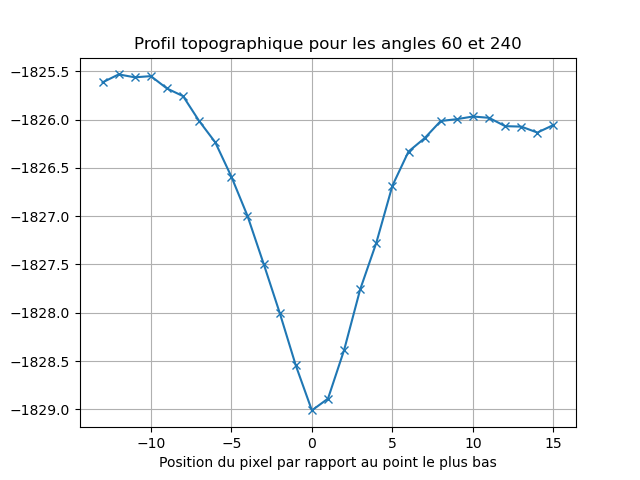 Profil topographique pour les angles 60 et 240
−1825.5
−1826.0
−1826.5
−1827.0
−1827.5
−1828.0
−1828.5
−1829.0
−10 −5 0 5 10 15
Position du pixel par rapport au point le plus bas